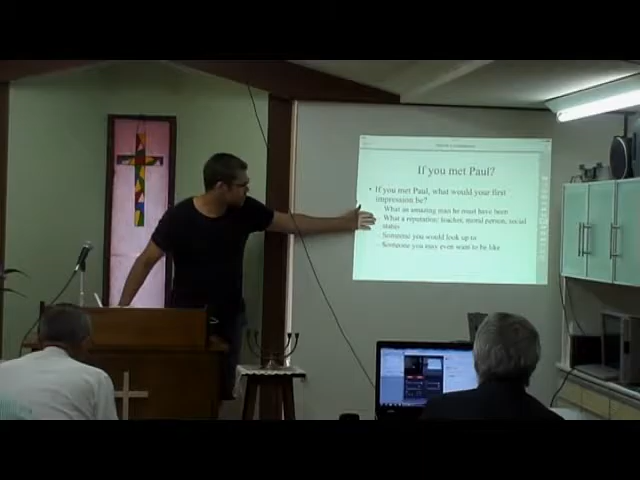 If you met Paul?
• If you met Paul, what would your first
impression be?
– What an amazing man he must have been
– What a reputation; teacher, moral person, social
status
– Someone you would look up to
– Someone you may even want to be like